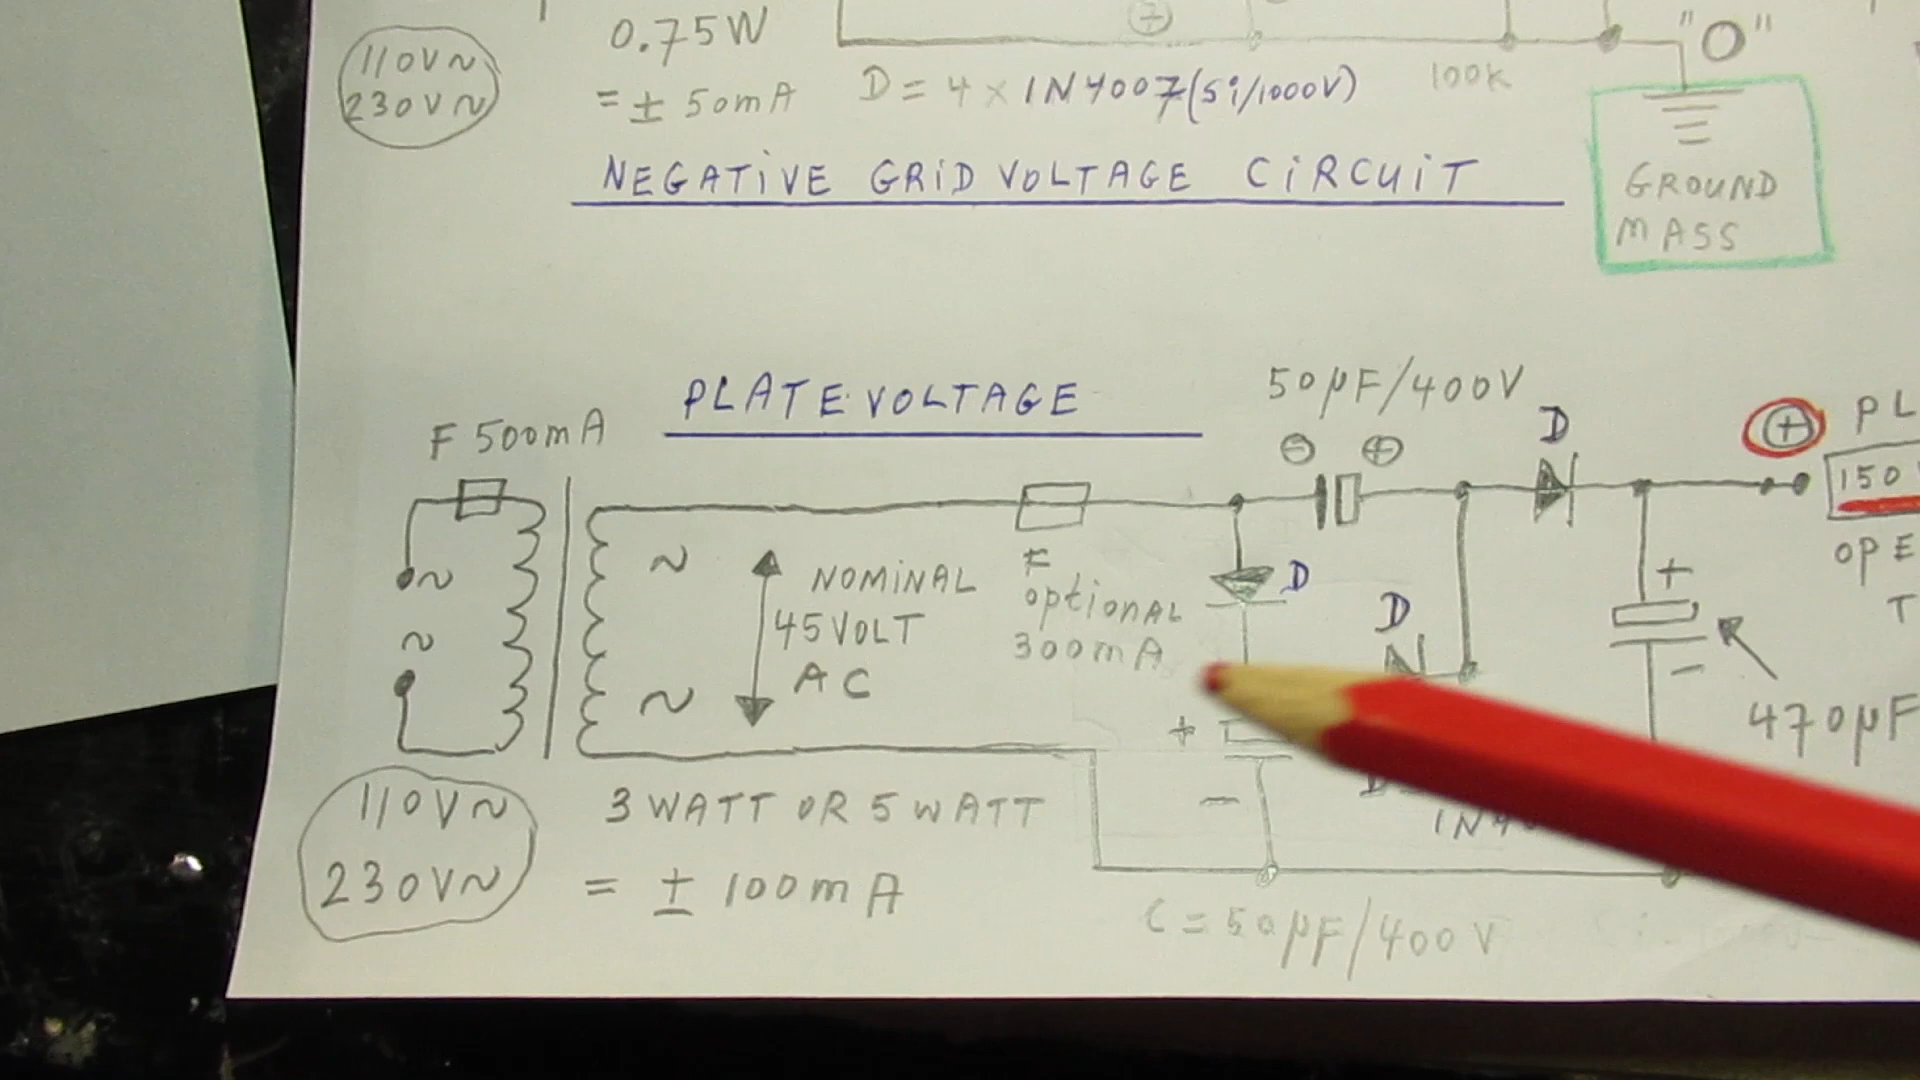 110V~
230V~
0.75W
= ± 50mA
D = 4 × 1N4007 (Si/1000V)
100K
"0"
NEGATIVE GRID VOLTAGE CIRCUIT
GROUND
MASS
PLATE VOLTAGE
F 500mA
50µF/400V
⊖ ⊕
D
⊕ PL
150
OPE
T
~
~
~
~
NOMINAL
45 VOLT
AC
F
optionAL
300mA
D
D
+
-
+
-
470µF
D
1N4
110V~
230V~
3 WATT OR 5 WATT
= ± 100mA
C = 50µF/400V